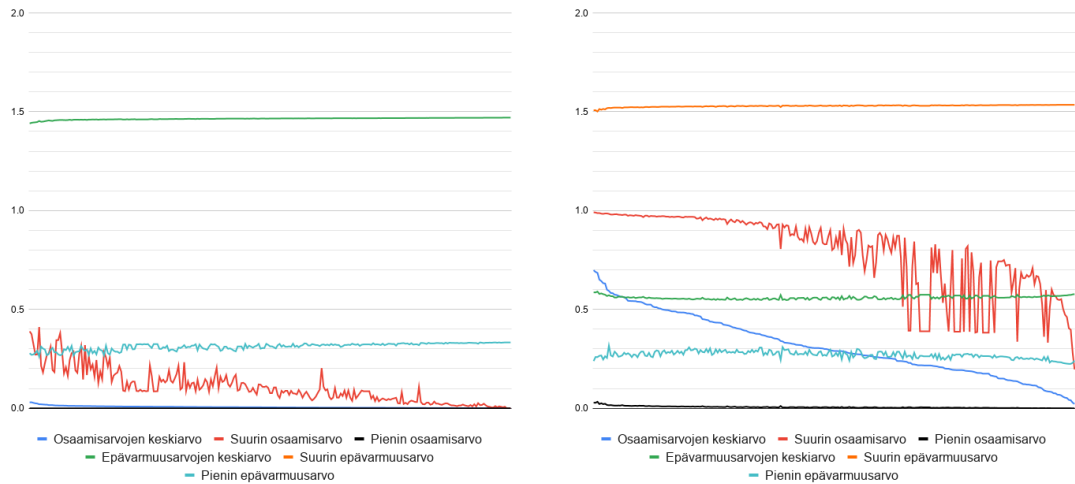 2.0
1.5
1.0
0.5
0.0
Osaamisarvojen keskiarvo Suurin osaamisarvo Pienin osaamisarvo
Epävarmuusarvojen keskiarvo Suurin epävarmuusarvo
Pienin epävarmuusarvo
2.0
1.5
1.0
0.5
0.0
Osaamisarvojen keskiarvo Suurin osaamisarvo Pienin osaamisarvo
Epävarmuusarvojen keskiarvo Suurin epävarmuusarvo
Pienin epävarmuusarvo